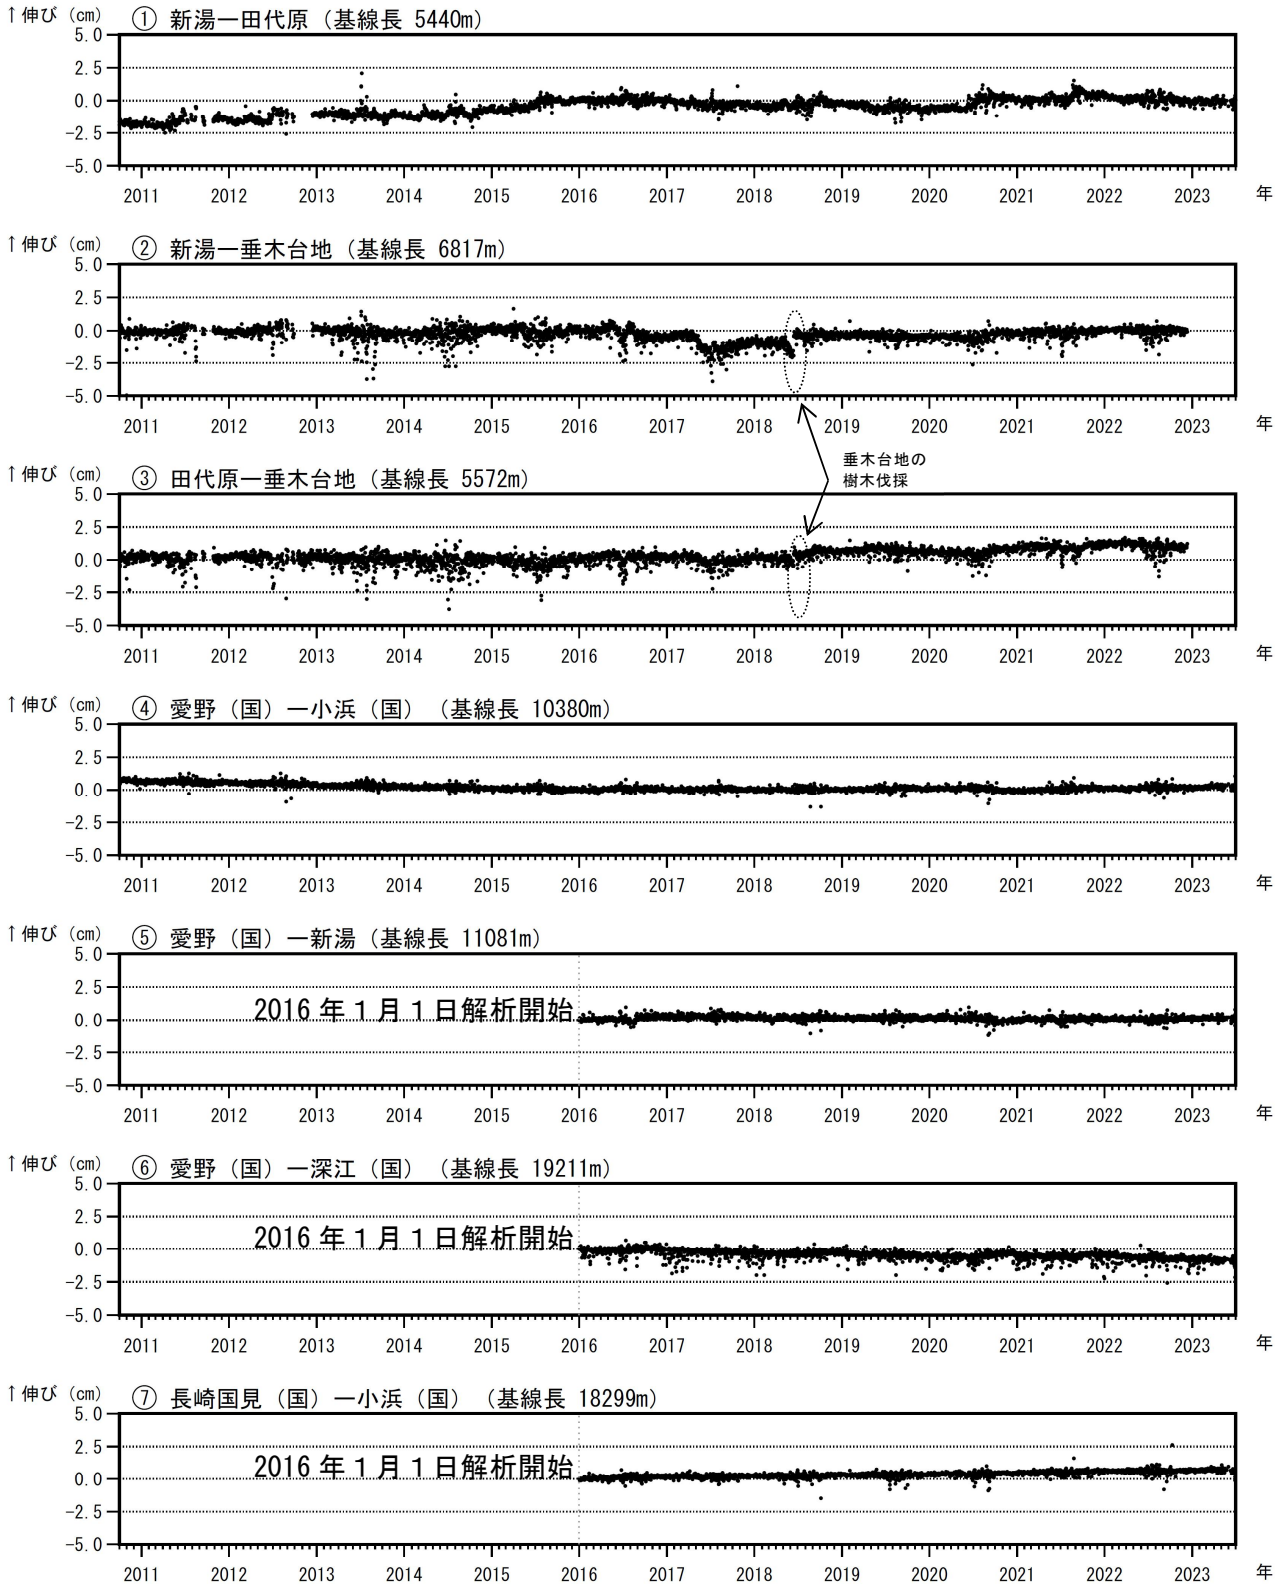 ↑伸び（cm） ① 新湯ー田代原（基線長 5440m）
5.0
2.5
0.0
−2.5
−5.0
2011 2012 2013 2014 2015 2016 2017 2018 2019 2020 2021 2022 2023 年
↑伸び（cm） ② 新湯ー垂木台地（基線長 6817m）
5.0
2.5
0.0
−2.5
−5.0
2011 2012 2013 2014 2015 2016 2017 2018 2019 2020 2021 2022 2023 年
垂木台地の
樹木伐採
↑伸び（cm） ③ 田代原ー垂木台地（基線長 5572m）
5.0
2.5
0.0
−2.5
−5.0
2011 2012 2013 2014 2015 2016 2017 2018 2019 2020 2021 2022 2023 年
↑伸び（cm） ④ 愛野（国）ー小浜（国）（基線長 10380m）
5.0
2.5
0.0
−2.5
−5.0
2011 2012 2013 2014 2015 2016 2017 2018 2019 2020 2021 2022 2023 年
↑伸び（cm） ⑤ 愛野（国）ー新湯（基線長 11081m）
5.0
2.5
2016 年１月１日解析開始
0.0
−2.5
−5.0
2011 2012 2013 2014 2015 2016 2017 2018 2019 2020 2021 2022 2023 年
↑伸び（cm） ⑥ 愛野（国）ー深江（国）（基線長 19211m）
5.0
2.5
2016 年１月１日解析開始
0.0
−2.5
−5.0
2011 2012 2013 2014 2015 2016 2017 2018 2019 2020 2021 2022 2023 年
↑伸び（cm） ⑦ 長崎国見（国）ー小浜（国）（基線長 18299m）
5.0
2.5
2016 年１月１日解析開始
0.0
−2.5
−5.0
2011 2012 2013 2014 2015 2016 2017 2018 2019 2020 2021 2022 2023 年